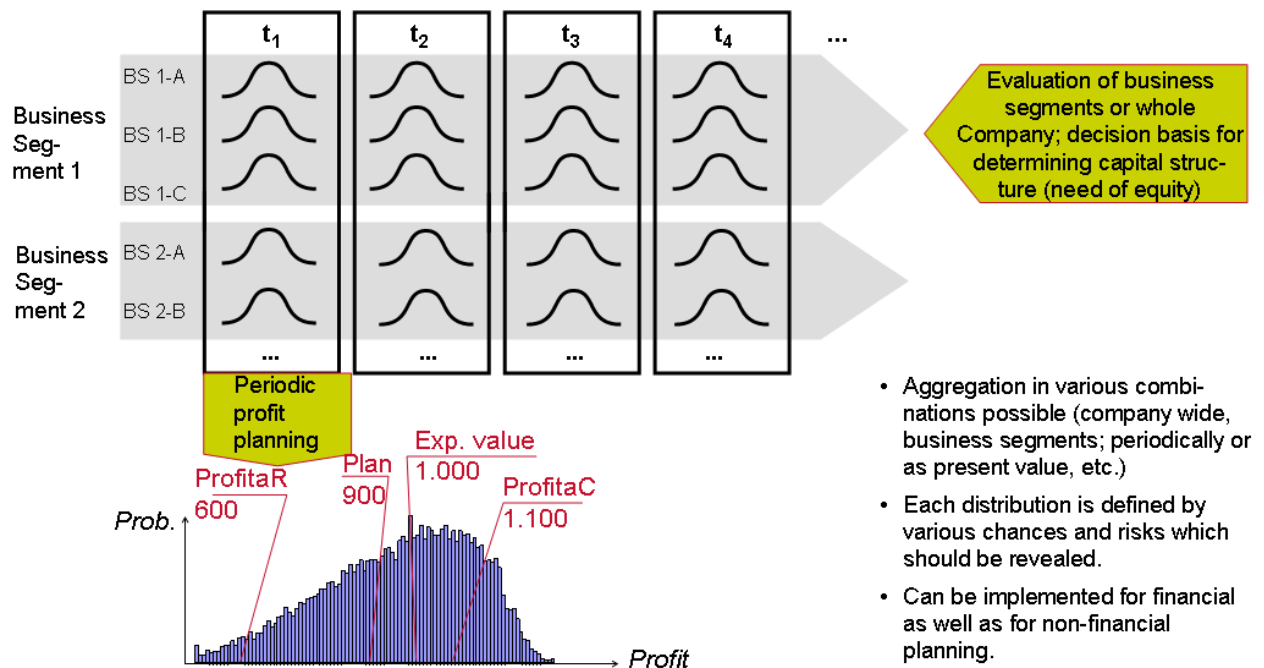 t1 t2 t3 t4 ...
Business
Seg-
ment 1
BS 1-A
BS 1-B
BS 1-C
Business
Seg-
ment 2
BS 2-A
BS 2-B
... ... ... ...
Evaluation of business
segments or whole
Company; decision basis for
determining capital struc-
ture (need of equity)
Periodic
profit
planning
ProfitaR
600
Plan
900
Exp. value
1.000
ProfitaC
1.100
Prob.
Profit
• Aggregation in various combi-
nations possible (company wide,
business segments; periodically or
as present value, etc.)
• Each distribution is defined by
various chances and risks which
should be revealed.
• Can be implemented for financial
as well as for non-financial
planning.